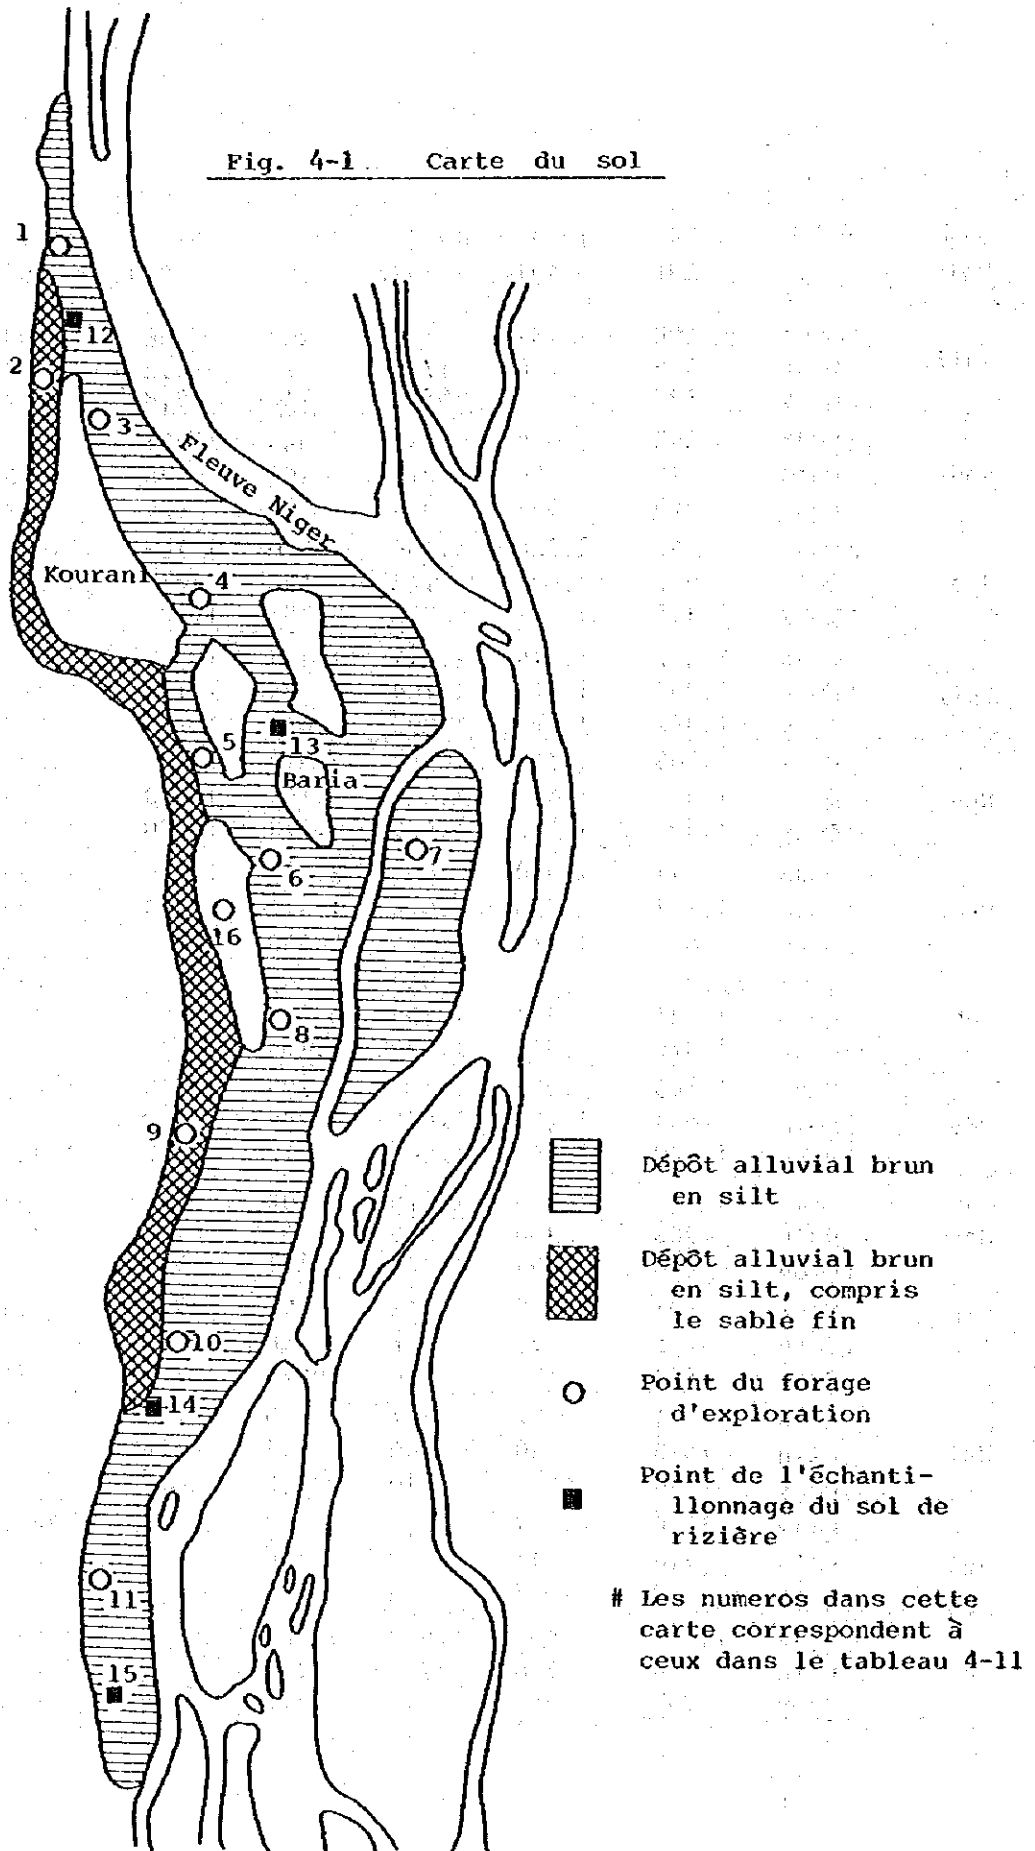 Fig. 4-1 Carte du sol
1
12
2
3
Fleuve Niger
Kourani
4
5
13
Baria
7
6
16
8
9
10
14
11
15
Dépôt alluvial brun
en silt
Dépôt alluvial brun
en silt, compris
le sable fin
Point du forage
d'exploration
Point de l'échanti-
llonnage du sol de
rizière
# Les numeros dans cette
carte correspondent à
ceux dans le tableau 4-11